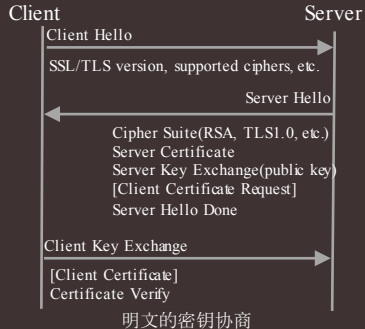 Client Server
Client Hello
SSL/TLS version, supported ciphers, etc.
Server Hello
Cipher Suite(RSA, TLS1.0, etc.)
Server Certificate
Server Key Exchange(public key)
[Client Certificate Request]
Server Hello Done
Client Key Exchange
[Client Certificate]
Certificate Verify
明文的密钥协商